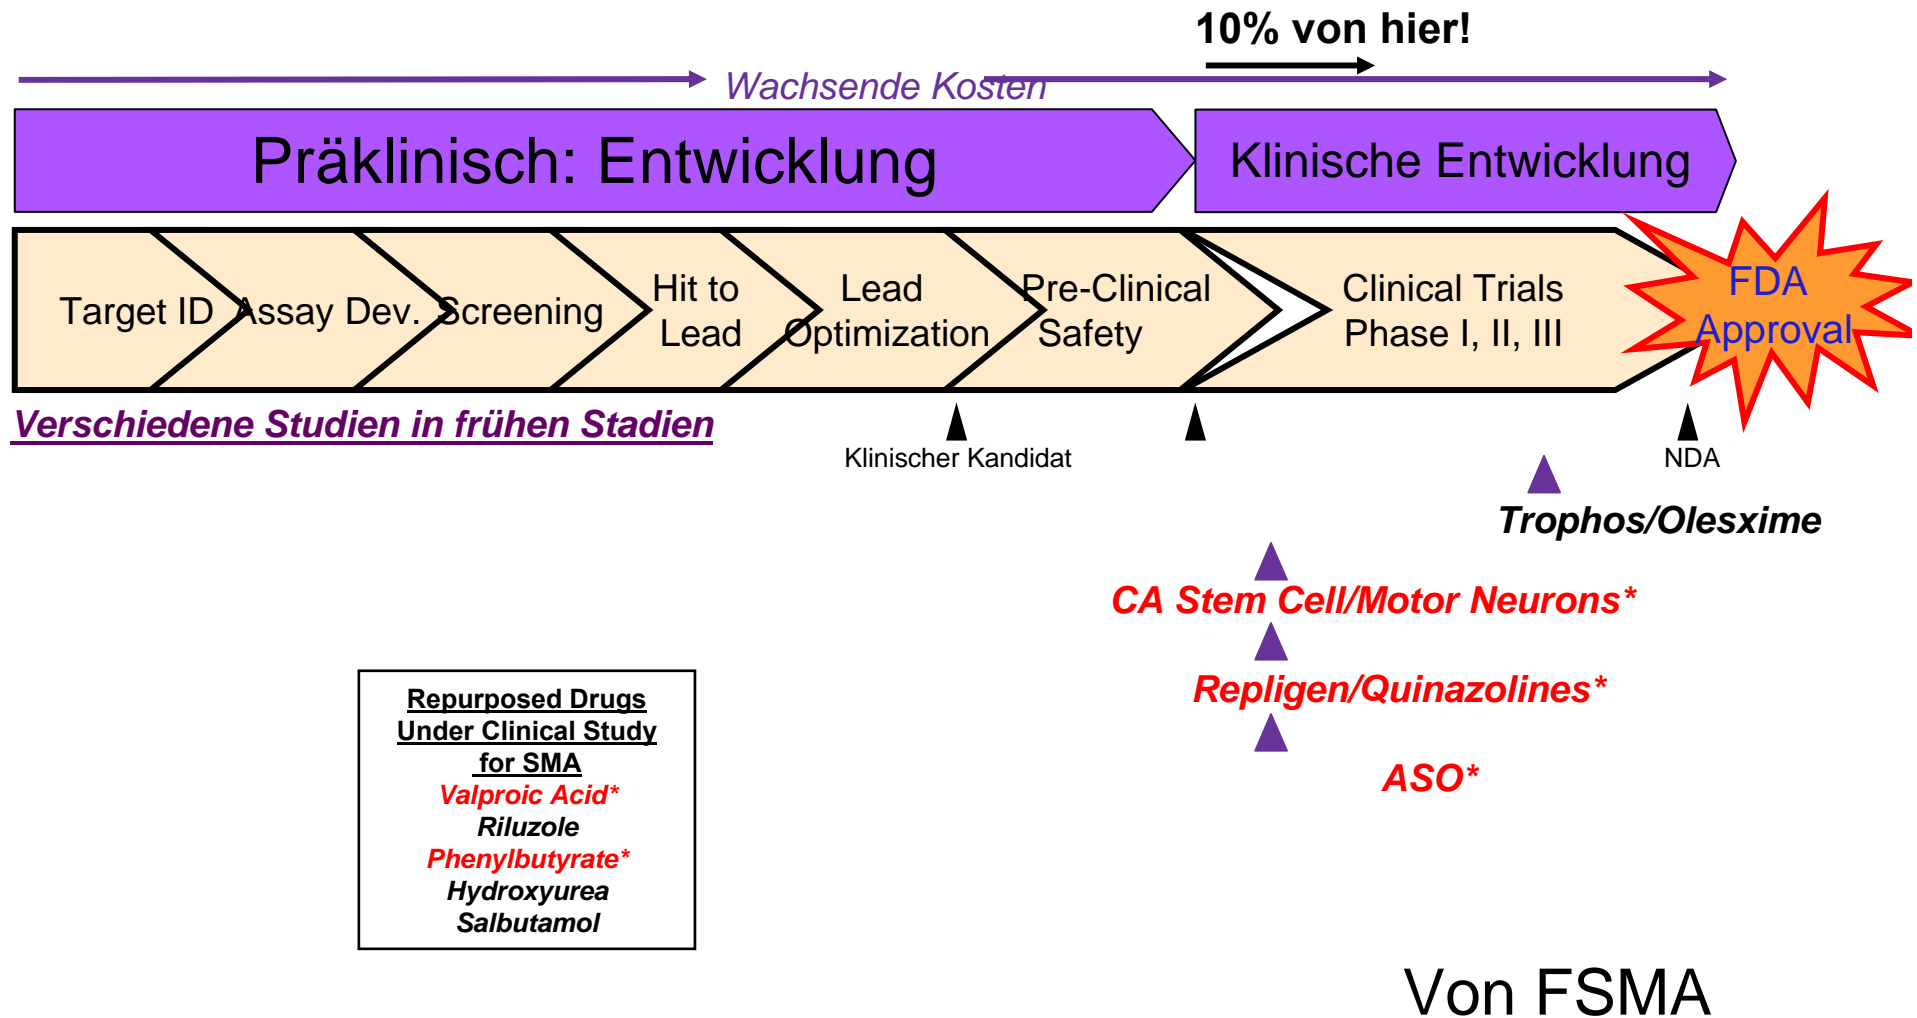 10% von hier!
Wachsende Kosten
Präklinisch: Entwicklung
Klinische Entwicklung
Target ID
Assay Dev.
Screening
Hit to
Lead
Lead
Optimization
Pre-Clinical
Safety
Clinical Trials
Phase I, II, III
FDA
Approval
Verschiedene Studien in frühen Stadien
Klinischer Kandidat
NDA
Trophos/Olesxime
CA Stem Cell/Motor Neurons*
Repligen/Quinazolines*
ASO*
Repurposed Drugs
Under Clinical Study
for SMA
Valproic Acid*
Riluzole
Phenylbutyrate*
Hydroxyurea
Salbutamol
Von FSMA